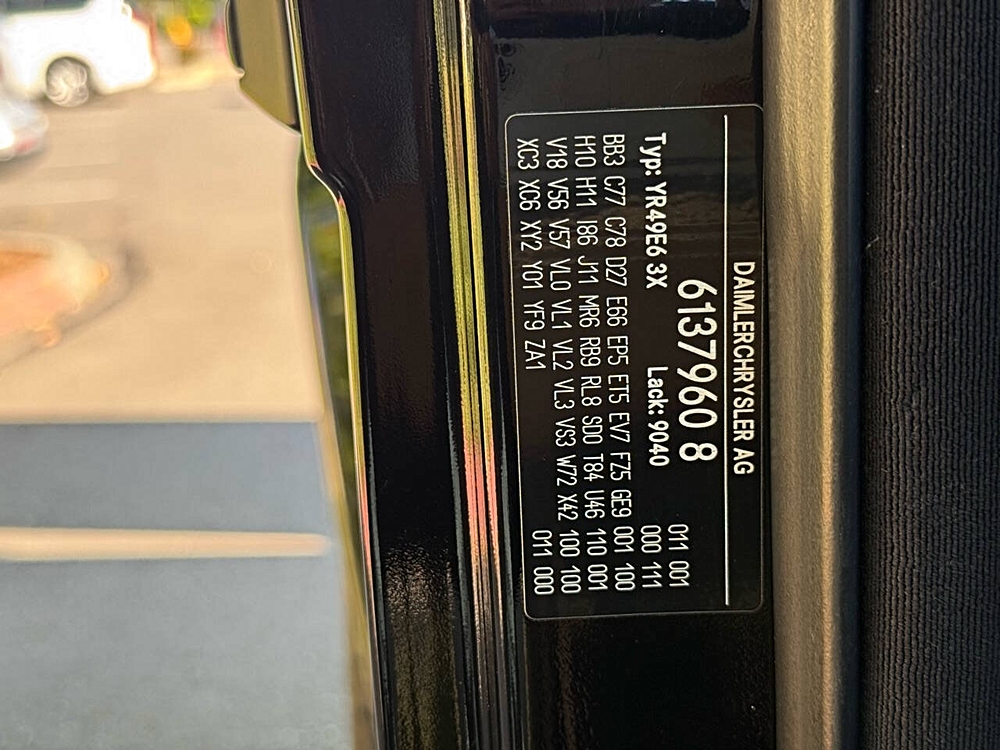 DAIMLERCHRYSLER AG
6137960 8
011 001
Typ: YR49E6 3X Lack: 9040
000 111
BB3 C77 C78 D27 E66 EP5 ET5 EV7 FZ5 GE9 001 100
H10 H11 I86 J11 MR6 RB9 RL8 SD0 T84 U46 110 001
V18 V56 V57 VL0 VL1 VL2 VL3 VS3 W72 X42 100 100
XC3 XC6 XY2 Y01 YF9 ZA1 011 000